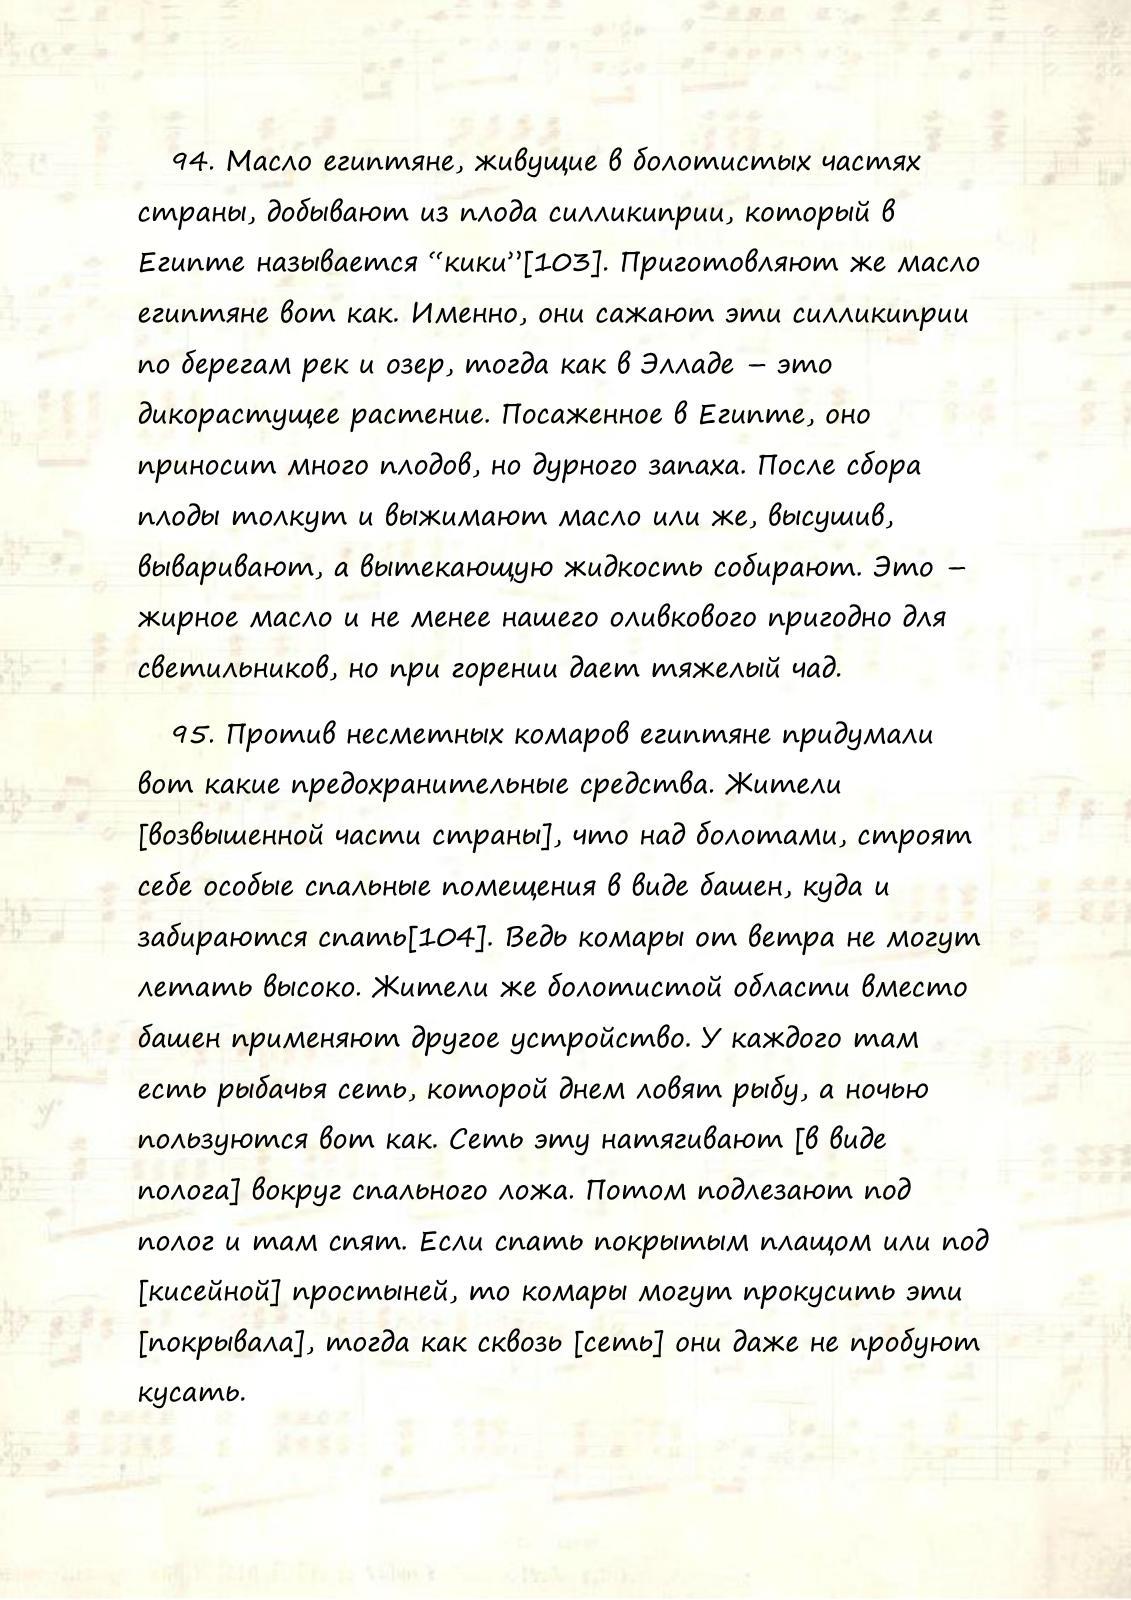 94. Масло египтяне, живущие в болотистых частях
страны, добывают из плода силликиприи, который в
Египте называется “кики”[103]. Приготовляют же масло
египтяне вот как. Именно, они сажают эти силликиприи
по берегам рек и озер, тогда как в Элладе – это
дикорастущее растение. Посаженное в Египте, оно
приносит много плодов, но дурного запаха. После сбора
плоды толкут и выжимают масло или же, высушив,
вываривают, а вытекающую жидкость собирают. Это –
жирное масло и не менее нашего оливкового пригодно для
светильников, но при горении дает тяжелый чад.
95. Против несметных комаров египтяне придумали
вот какие предохранительные средства. Жители
[возвышенной части страны], что над болотами, строят
себе особые спальные помещения в виде башен, куда и
забираются спать[104]. Ведь комары от ветра не могут
летать высоко. Жители же болотистой области вместо
башен применяют другое устройство. У каждого там
есть рыбачья сеть, которой днем ловят рыбу, а ночью
пользуются вот как. Сеть эту натягивают [в виде
полога] вокруг спального ложа. Потом подлезают под
полог и там спят. Если спать покрытым плащом или под
[кисейной] простыней, то комары могут прокусить эти
[покрывала], тогда как сквозь [сеть] они даже не пробуют
кусать.